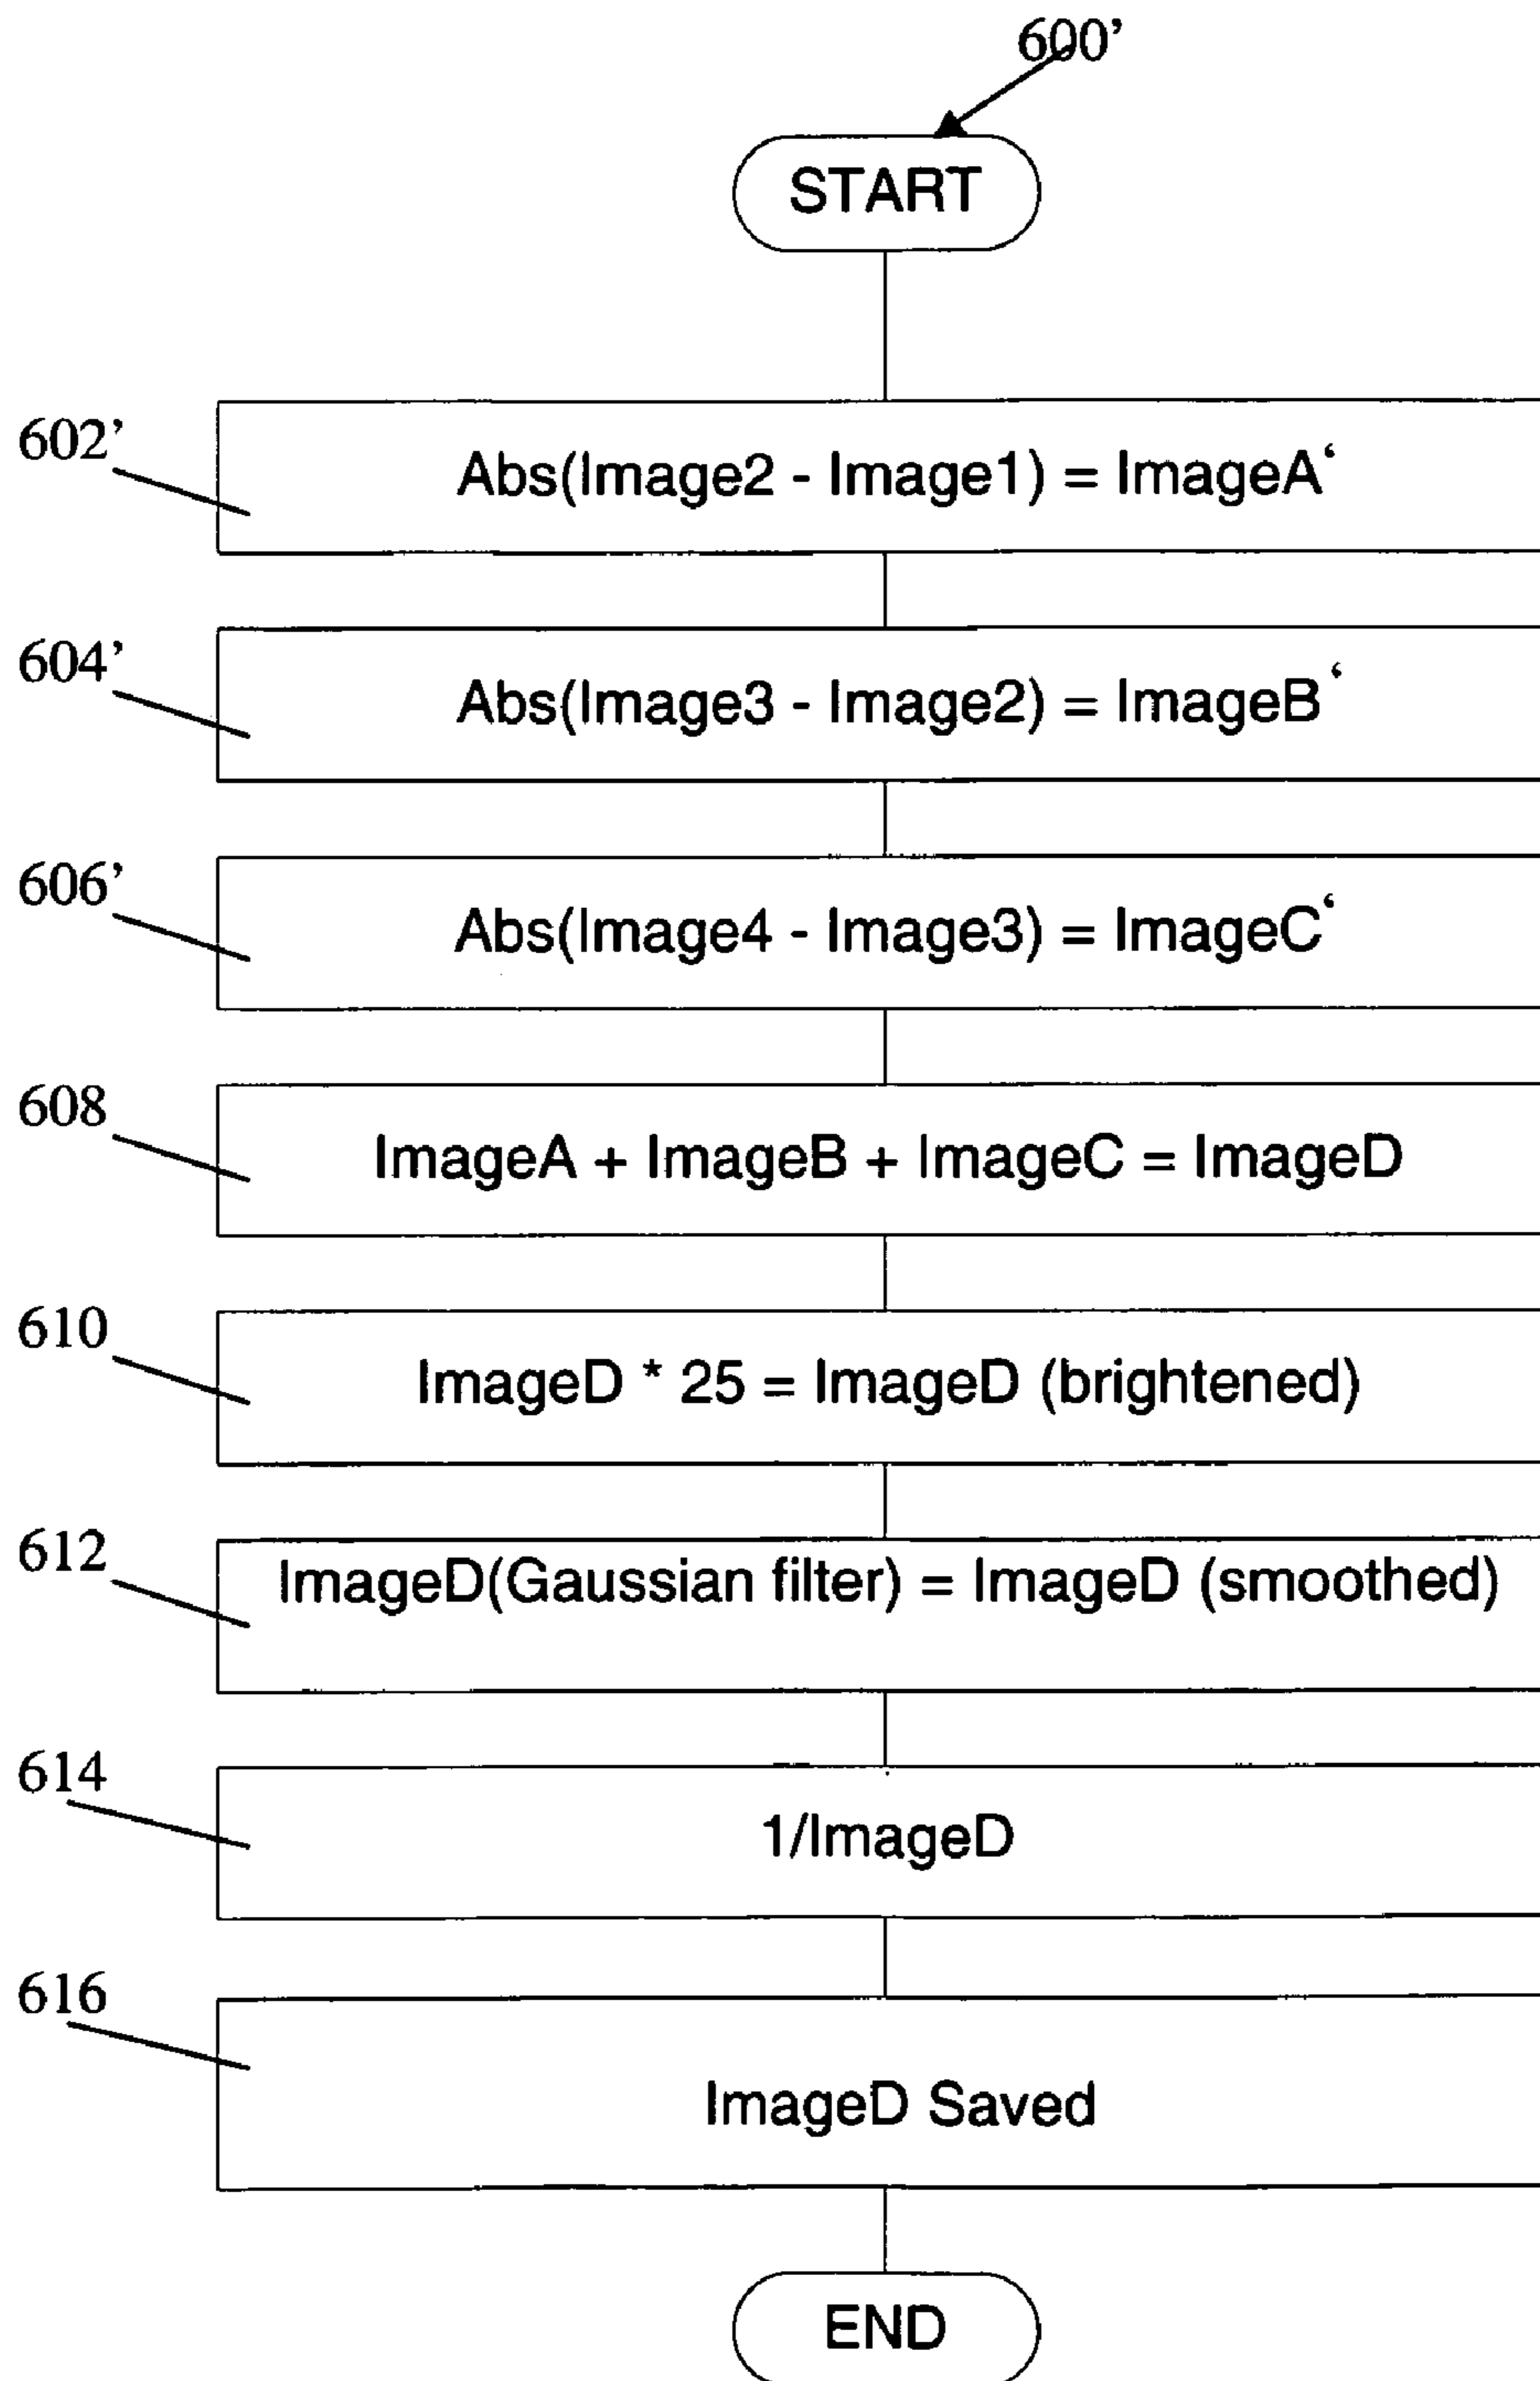 600’
START
602’
Abs(Image2 - Image1) = ImageA‘
604’
Abs(Image3 - Image2) = ImageB ‘
606’
Abs(Image4 - Image3) = ImageC‘
608
ImageA + ImageB + ImageC = ImageD
610
ImageD * 25 = ImageD (brightened)
612
ImageD(Gaussian filter) = ImageD (smoothed)
614
1/ImageD
616
ImageD Saved
END